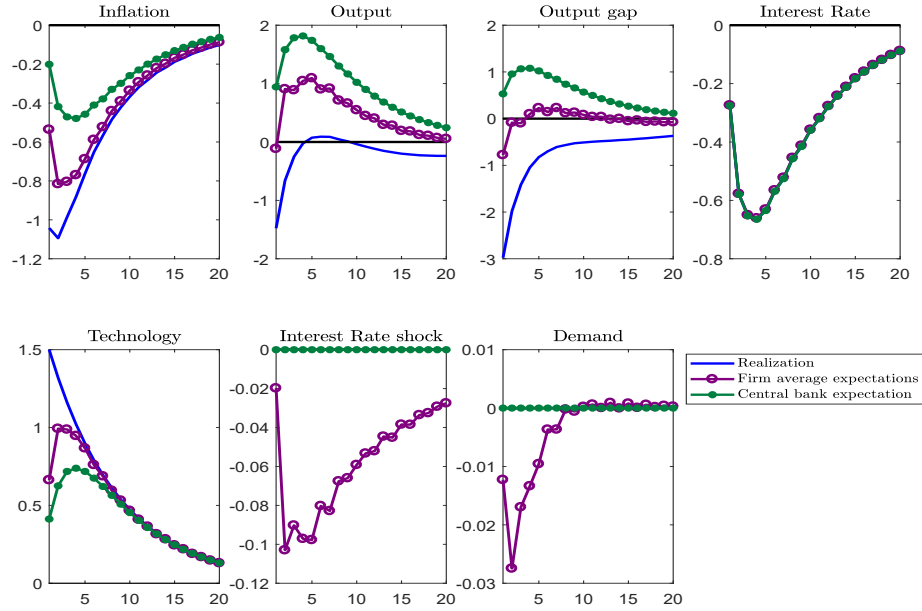 Inflation
0
-0.2
-0.4
-0.6
-0.8
-1
-1.2
5 10 15 20
Output
2
1
0
-1
-2
5 10 15 20
Output gap
2
1
0
-1
-2
-3
5 10 15 20
Interest Rate
-0.2
-0.4
-0.6
-0.8
5 10 15 20
Technology
1.5
1
0.5
0
5 10 15 20
Interest Rate shock
0
-0.02
-0.04
-0.06
-0.08
-0.1
-0.12
5 10 15 20
Demand
0.01
0
-0.01
-0.02
-0.03
5 10 15 20
Realization
Firm average expectations
Central bank expectation